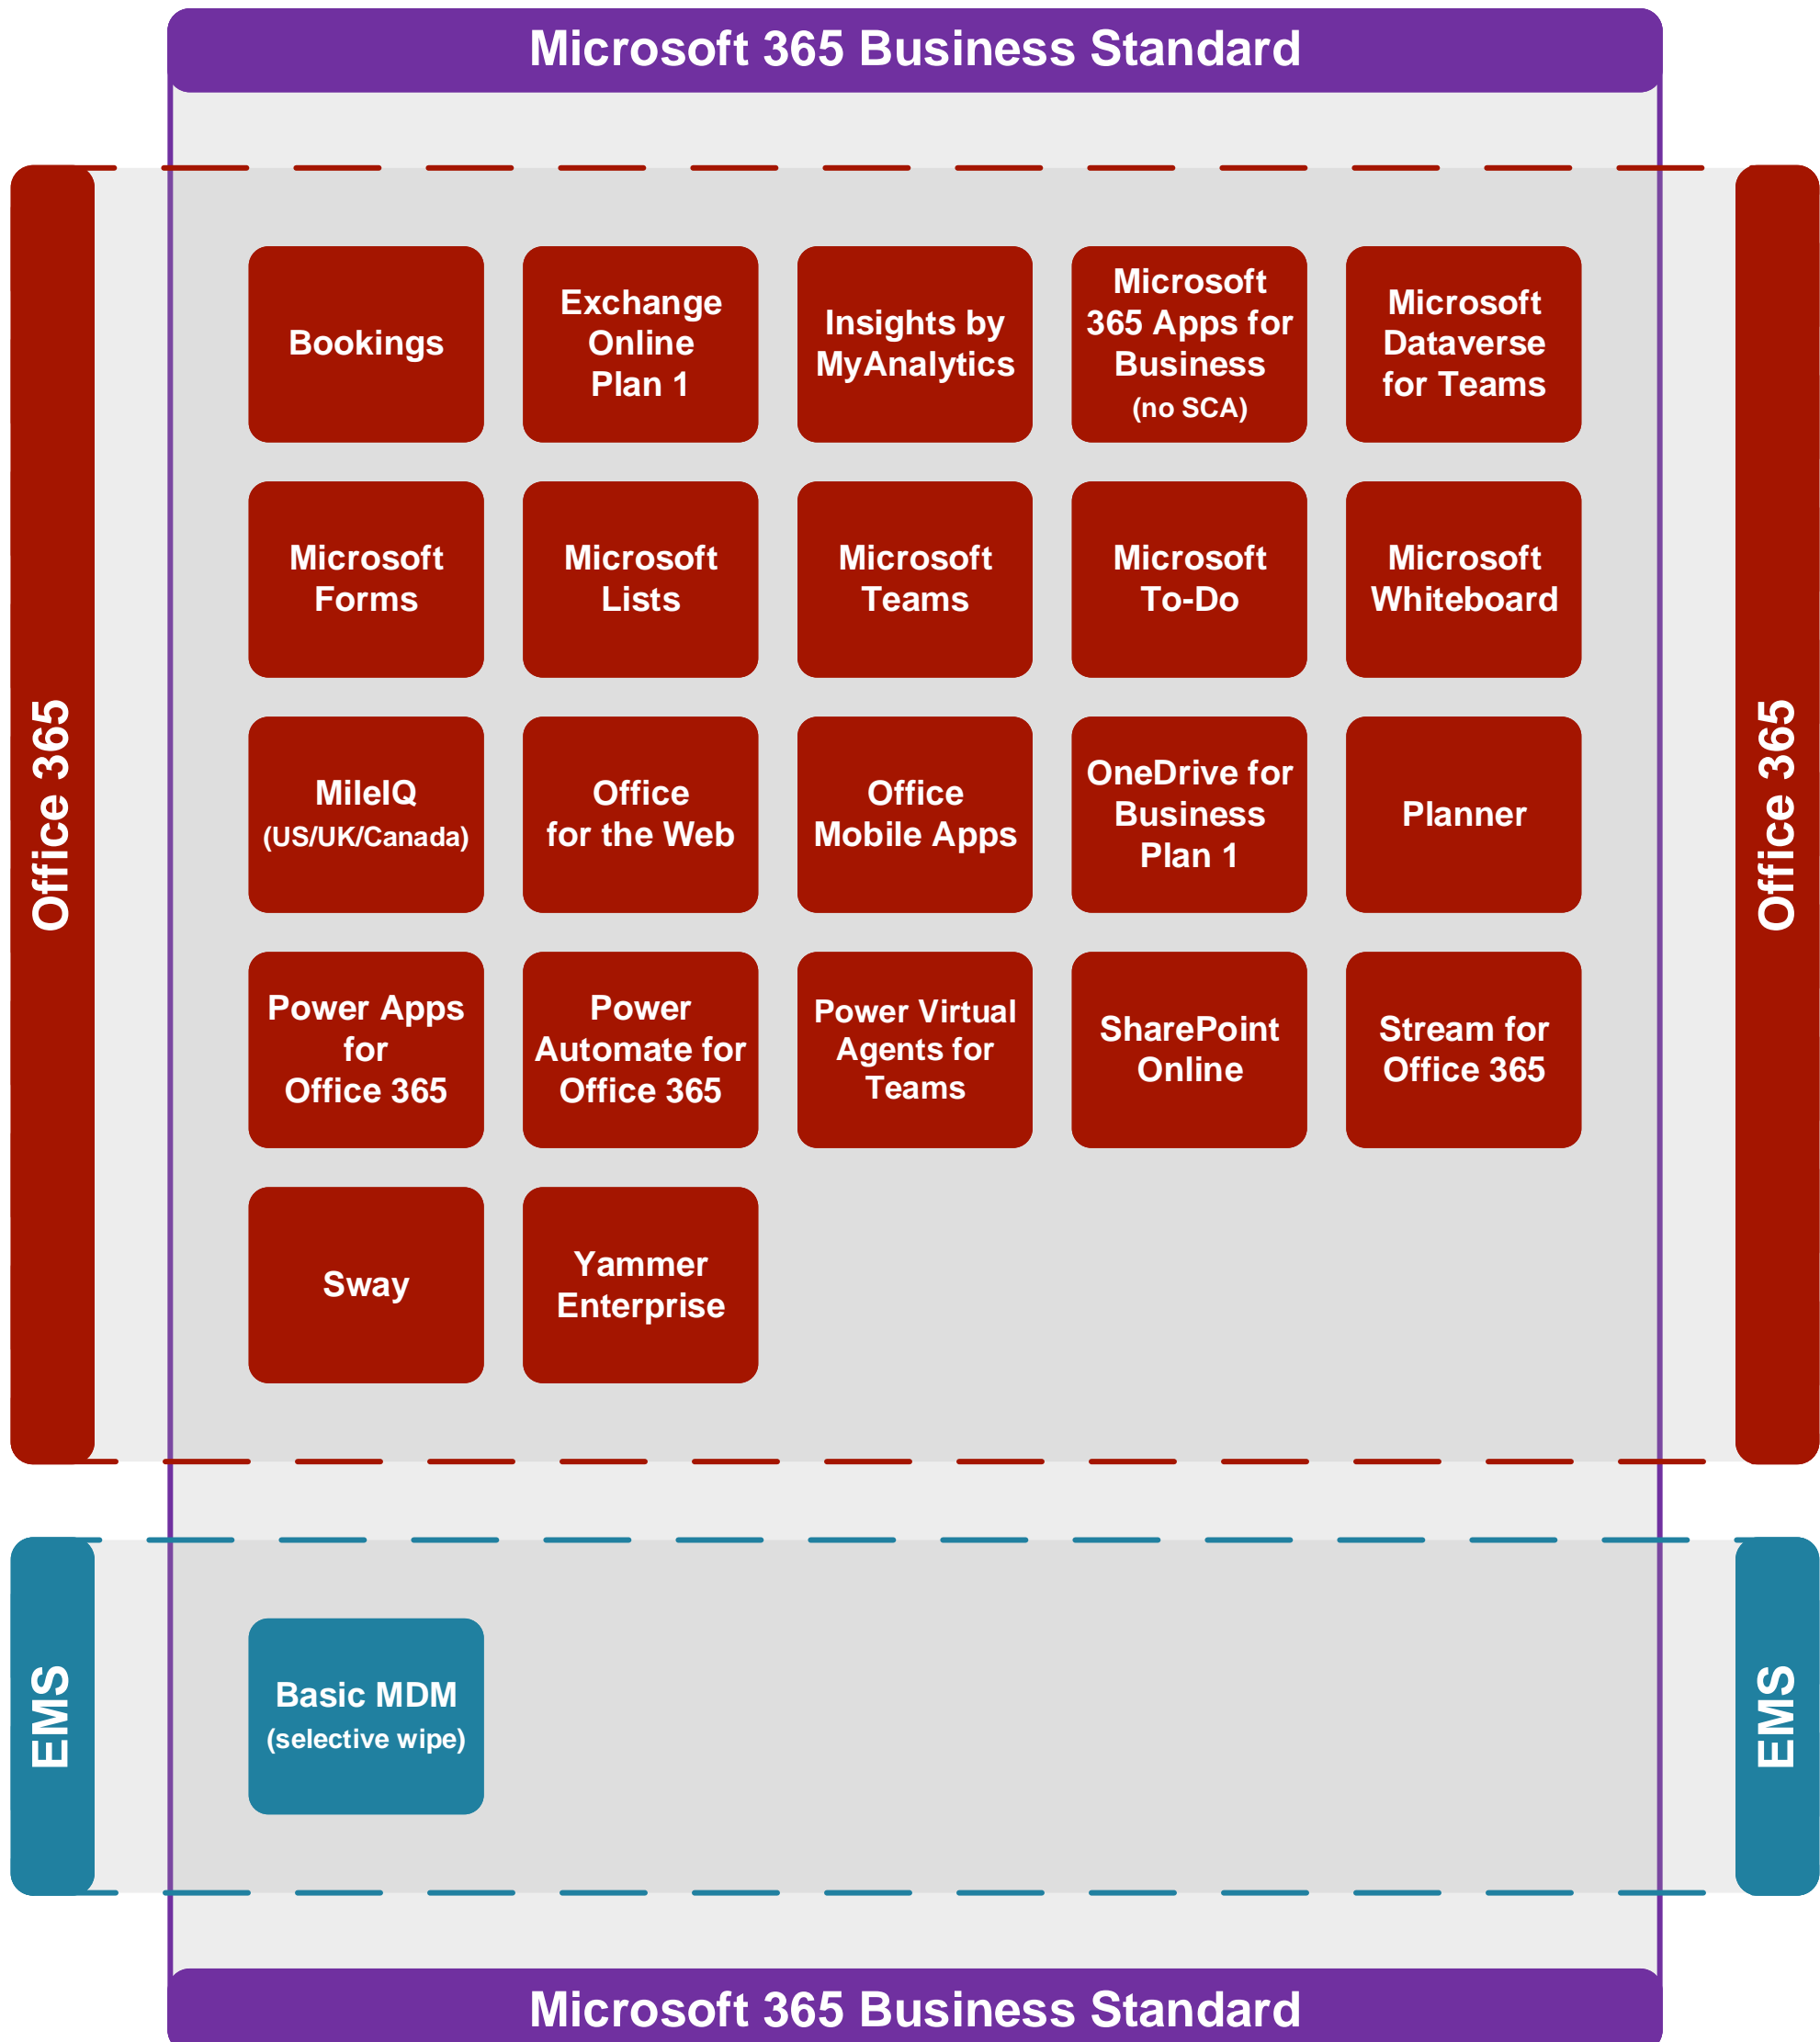 Microsoft 365 Business Standard
Office 365
Bookings
Exchange
Online
Plan 1
Insights by
MyAnalytics
Microsoft
365 Apps for
Business
(no SCA)
Microsoft
Dataverse
for Teams
Microsoft
Forms
Microsoft
Lists
Microsoft
Teams
Microsoft
To-Do
Microsoft
Whiteboard
MileIQ
(US/UK/Canada)
Office
for the Web
Office
Mobile Apps
OneDrive for
Business
Plan 1
Planner
Power Apps
for
Office 365
Power
Automate for
Office 365
Power Virtual
Agents for
Teams
SharePoint
Online
Stream for
Office 365
Sway
Yammer
Enterprise
Office 365
EMS
Basic MDM
(selective wipe)
EMS
Microsoft 365 Business Standard